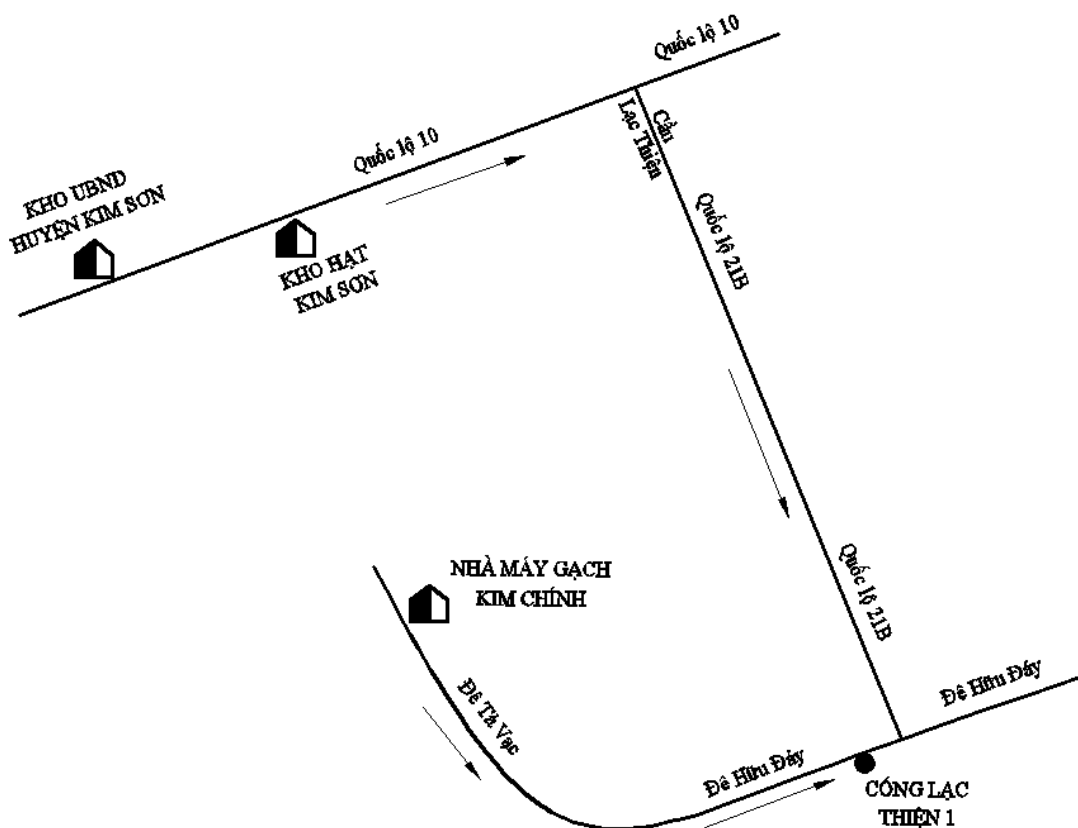 Quốc lộ 10
Quốc lộ 10
Cầu
Lạc Thiện
KHO UBND
HUYỆN KIM SƠN
KHO HẠT
KIM SƠN
Quốc lộ 21B
NHÀ MÁY GẠCH
KIM CHÍNH
Quốc lộ 21B
Đê Tả Vạc
Đê Hữu Đáy
Đê Hữu Đáy
CỐNG LẠC
THIỆN 1